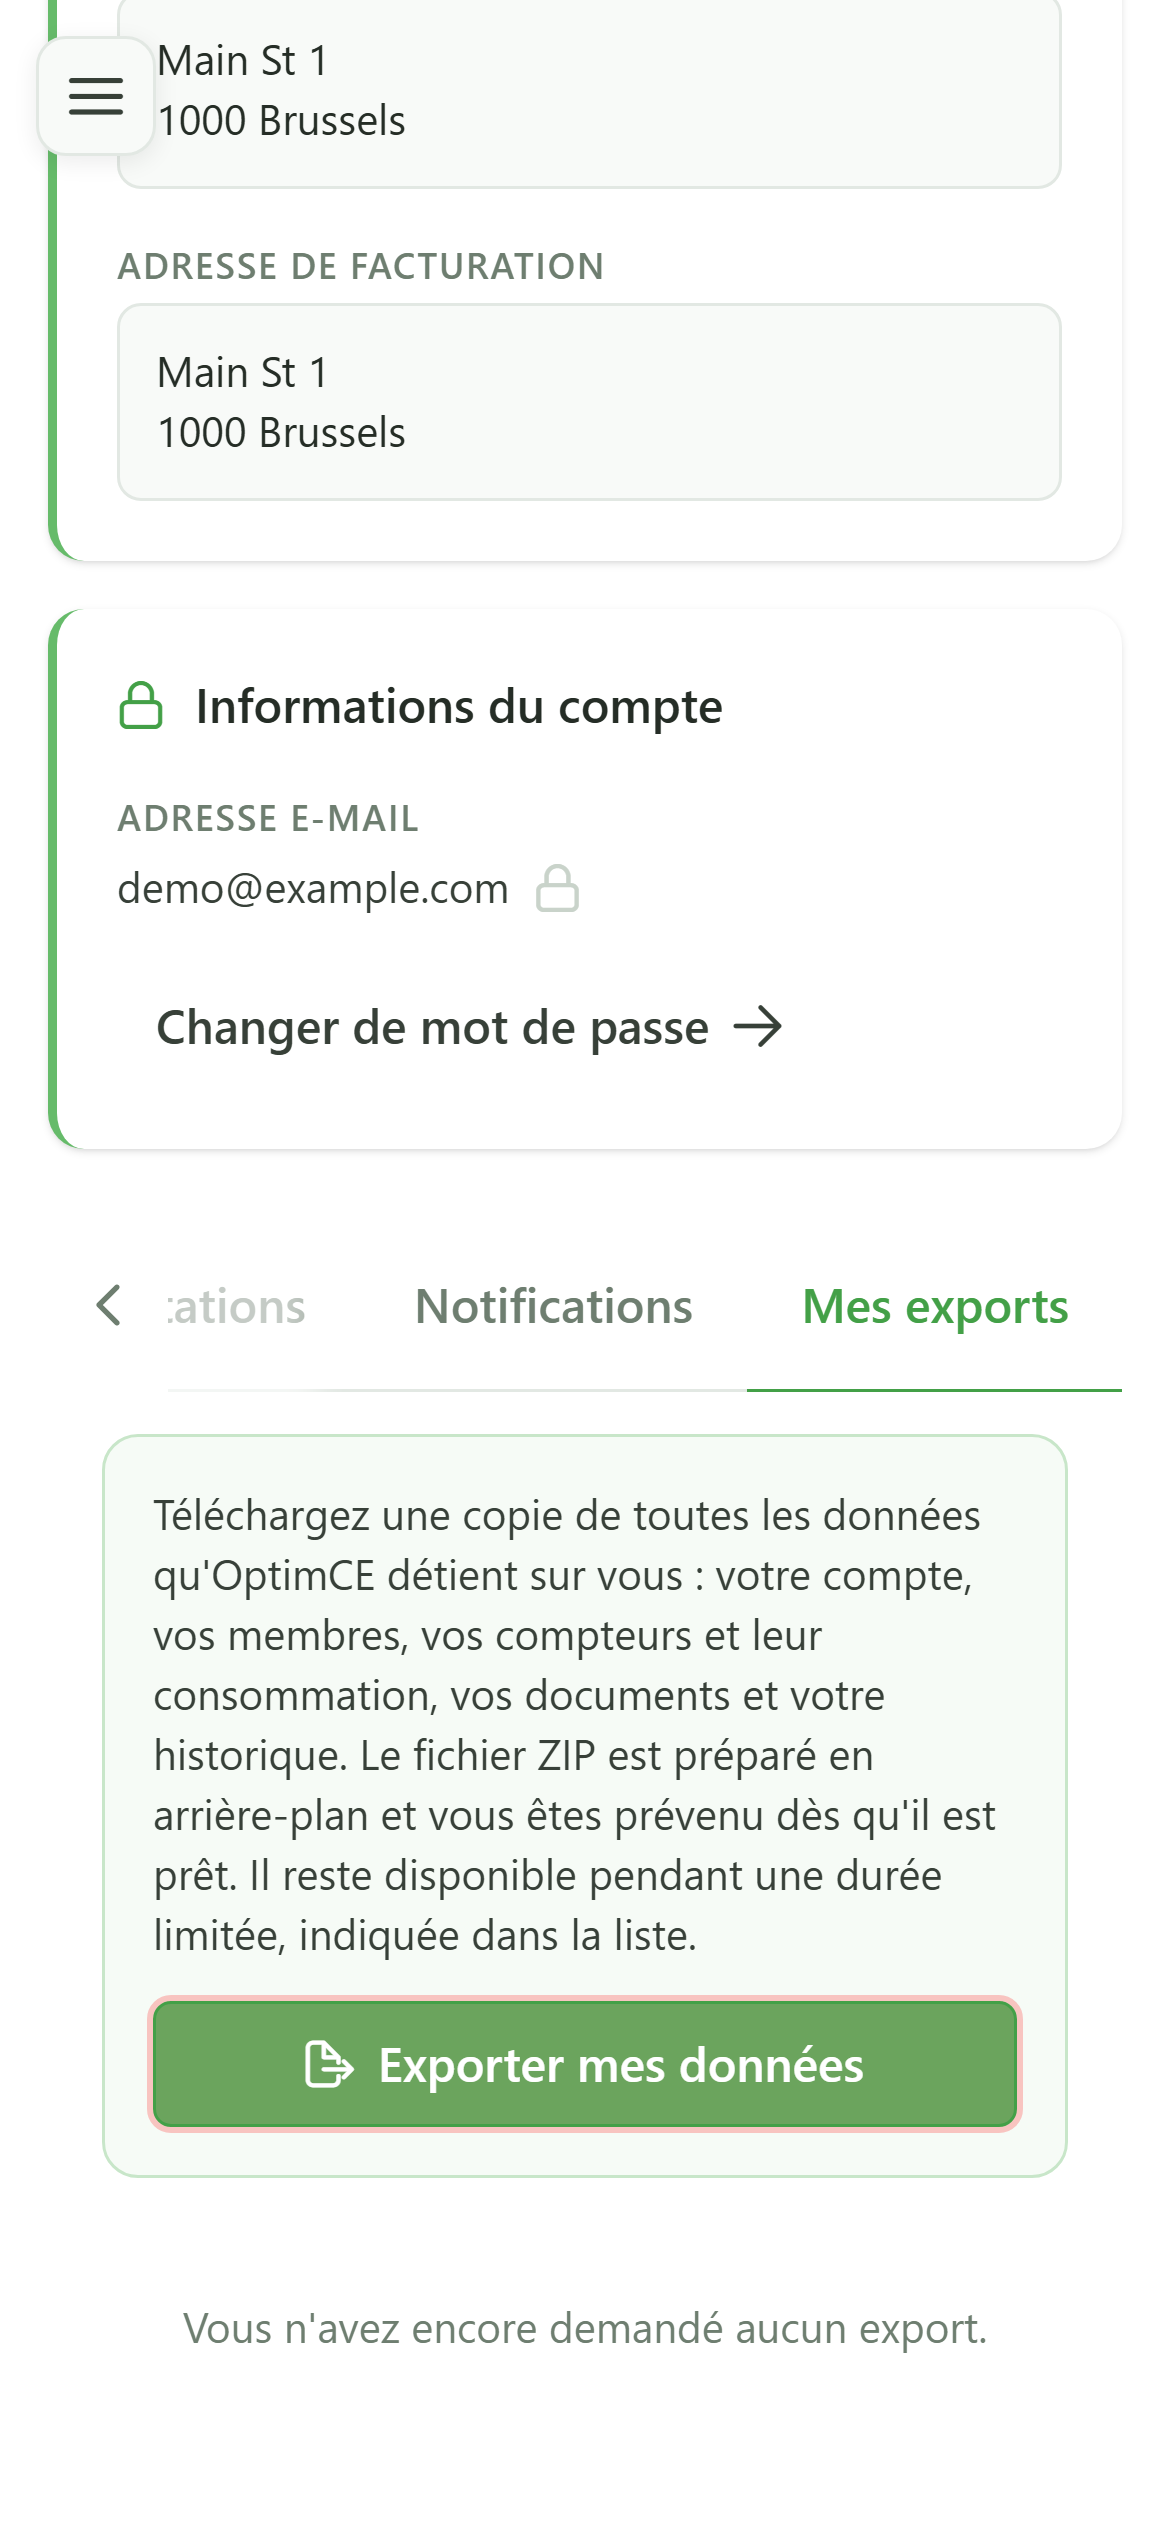 Main St 1
1000 Brussels
ADRESSE DE FACTURATION
Main St 1
1000 Brussels
Informations du compte
ADRESSE E-MAIL
demo@example.com
Changer de mot de passe
tations Notifications Mes exports
Téléchargez une copie de toutes les données
qu'OptimCE détient sur vous : votre compte,
vos membres, vos compteurs et leur
consommation, vos documents et votre
historique. Le fichier ZIP est préparé en
arrière-plan et vous êtes prévenu dès qu'il est
prêt. Il reste disponible pendant une durée
limitée, indiquée dans la liste.
Exporter mes données
Vous n'avez encore demandé aucun export.